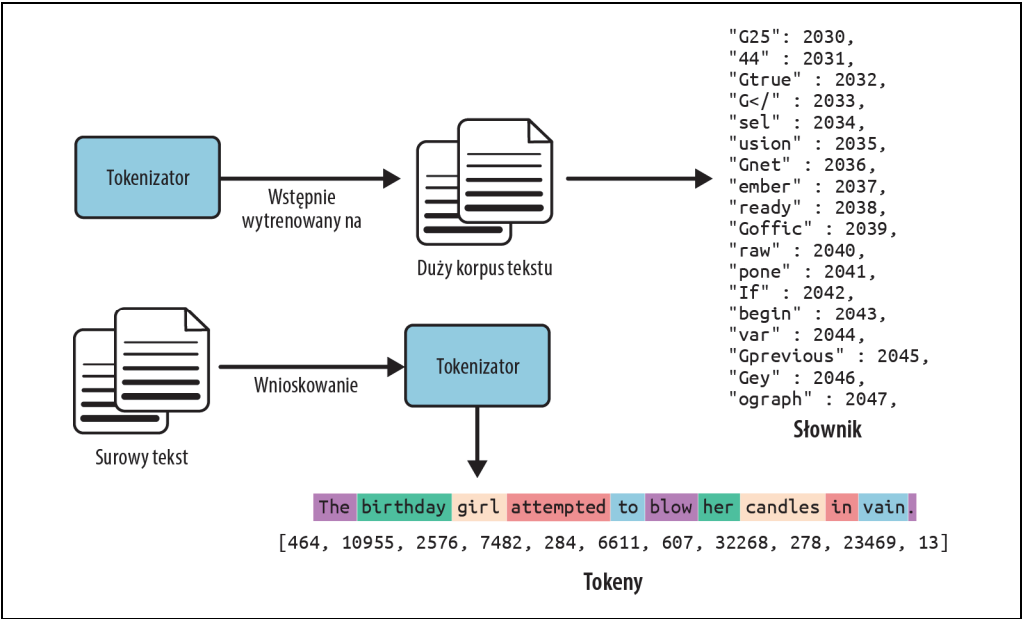 "G25": 2030,
"44" : 2031,
"Gtrue" : 2032,
"G</" : 2033,
"sel" : 2034,
"usion" : 2035,
"Gnet" : 2036,
"ember" : 2037,
"ready" : 2038,
"Goffic" : 2039,
"raw" : 2040,
"pone" : 2041,
"If" : 2042,
"begin" : 2043,
"var" : 2044,
"Gprevious" : 2045,
"Gey" : 2046,
"ograph" : 2047,
Słownik
Tokenizator
Wstępnie
wytrenowany na
Duży korpus tekstu
Surowy tekst
Wnioskowanie
Tokenizator
The birthday girl attempted to blow her candles in vain.
[464, 10955, 2576, 7482, 284, 6611, 607, 32268, 278, 23469, 13]
Tokeny